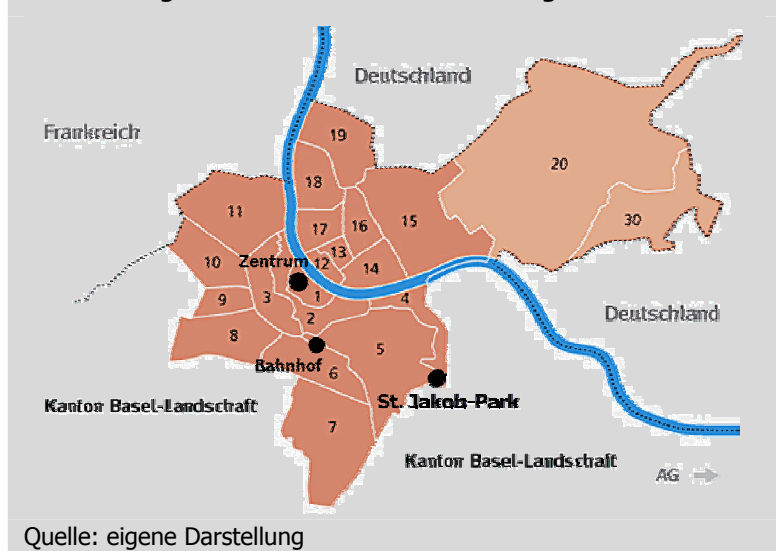 Deutschland
Frankreich
19
20
18
11
30
17
16
15
13
10
Zentrum
12
14
9
3
1
4
2
Deutschland
8
5
Bahnhof
6
St. Jakob-Park
Kanton Basel-Landschaft
7
Kanton Basel-Landschaft
AG
Quelle: eigene Darstellung